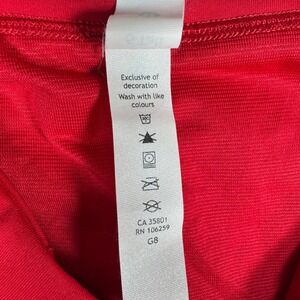 Exclusive of
decoration
Wash with like
colours
CA 35801
RN 106259
G8